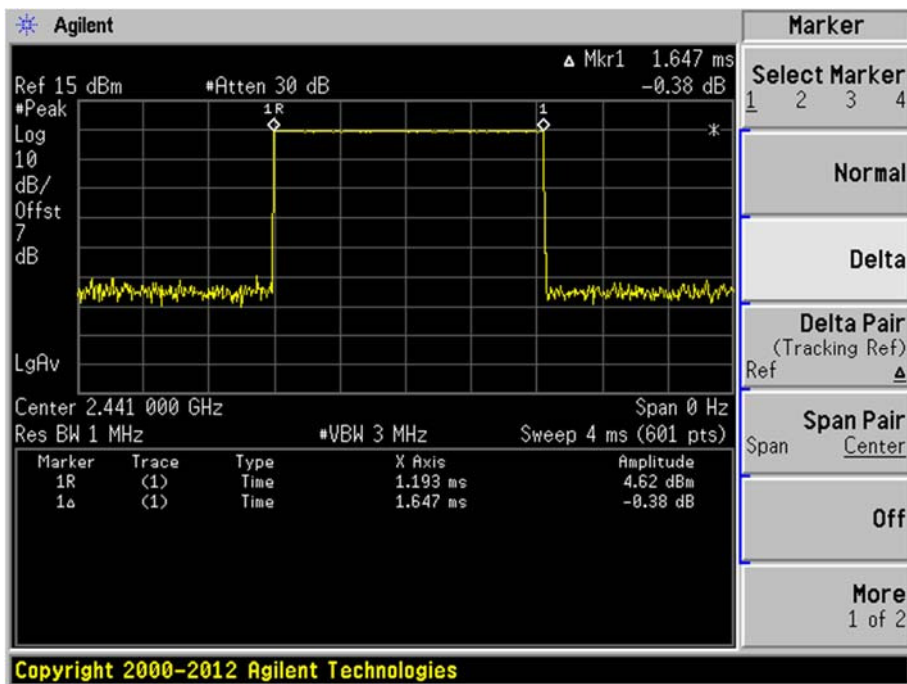 Agilent
Δ Mkr1 1.647 ms
Ref 15 dBm #Atten 30 dB -0.38 dB
#Peak
Log
10
dB/
Offst
7
dB
LgAv
1R
1
*
Center 2.441 000 GHz Span 0 Hz
Res BW 1 MHz #VBW 3 MHz Sweep 4 ms (601 pts)
Marker Trace Type X Axis Amplitude
1R (1) Time 1.193 ms 4.62 dBm
1Δ (1) Time 1.647 ms -0.38 dB
Copyright 2000-2012 Agilent Technologies
Marker
Select Marker
1 2 3 4
Normal
Delta
Delta Pair
(Tracking Ref)
Ref Δ
Span Pair
Span Center
Off
More
1 of 2